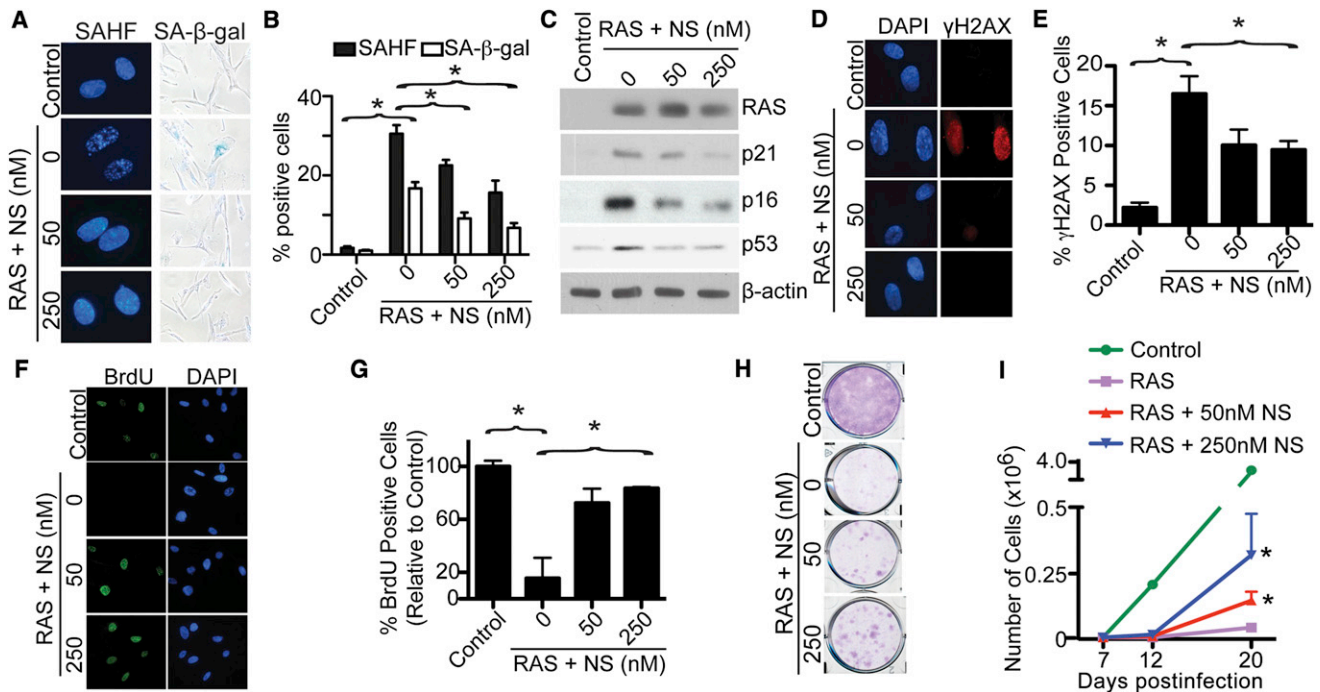 A
SAHF SA-β-gal
Control
RAS + NS (nM)
0
50
250
B
SAHF SA-β-gal
% positive cells
40
20
0
* * *
Control
0 50 250
RAS + NS (nM)
C
Control
RAS + NS (nM)
0 50 250
RAS
p21
p16
p53
β-actin
D
DAPI γH2AX
Control
RAS + NS (nM)
0
50
250
E
% γH2AX Positive Cells
20
15
10
5
0
* *
Control
0 50 250
RAS + NS (nM)
F
BrdU DAPI
Control
RAS + NS (nM)
0
50
250
G
% BrdU Positive Cells
(Relative to Control)
100
60
20
0
* *
Control
0 50 250
RAS + NS (nM)
H
Control
RAS + NS (nM)
0
50
250
I
Control
RAS
RAS + 50nM NS
RAS + 250nM NS
Number of Cells (x10⁶)
4.0
0.5
0.25
0
*
*
7 12 20
Days postinfection